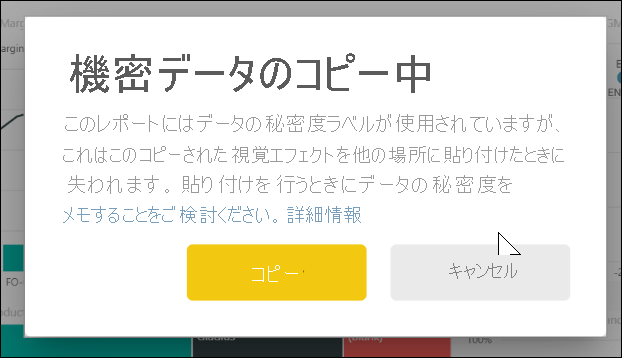 機密データのコピー中
このレポートにはデータの秘密度ラベルが使用されていますが、
これはこのコピーされた視覚エフェクトを他の場所に貼り付けたときに
失われます。貼り付けを行うときにデータの秘密度を
メモすることをご検討ください。詳細情報
コピー
キャンセル
FO-
(Blank)
100%